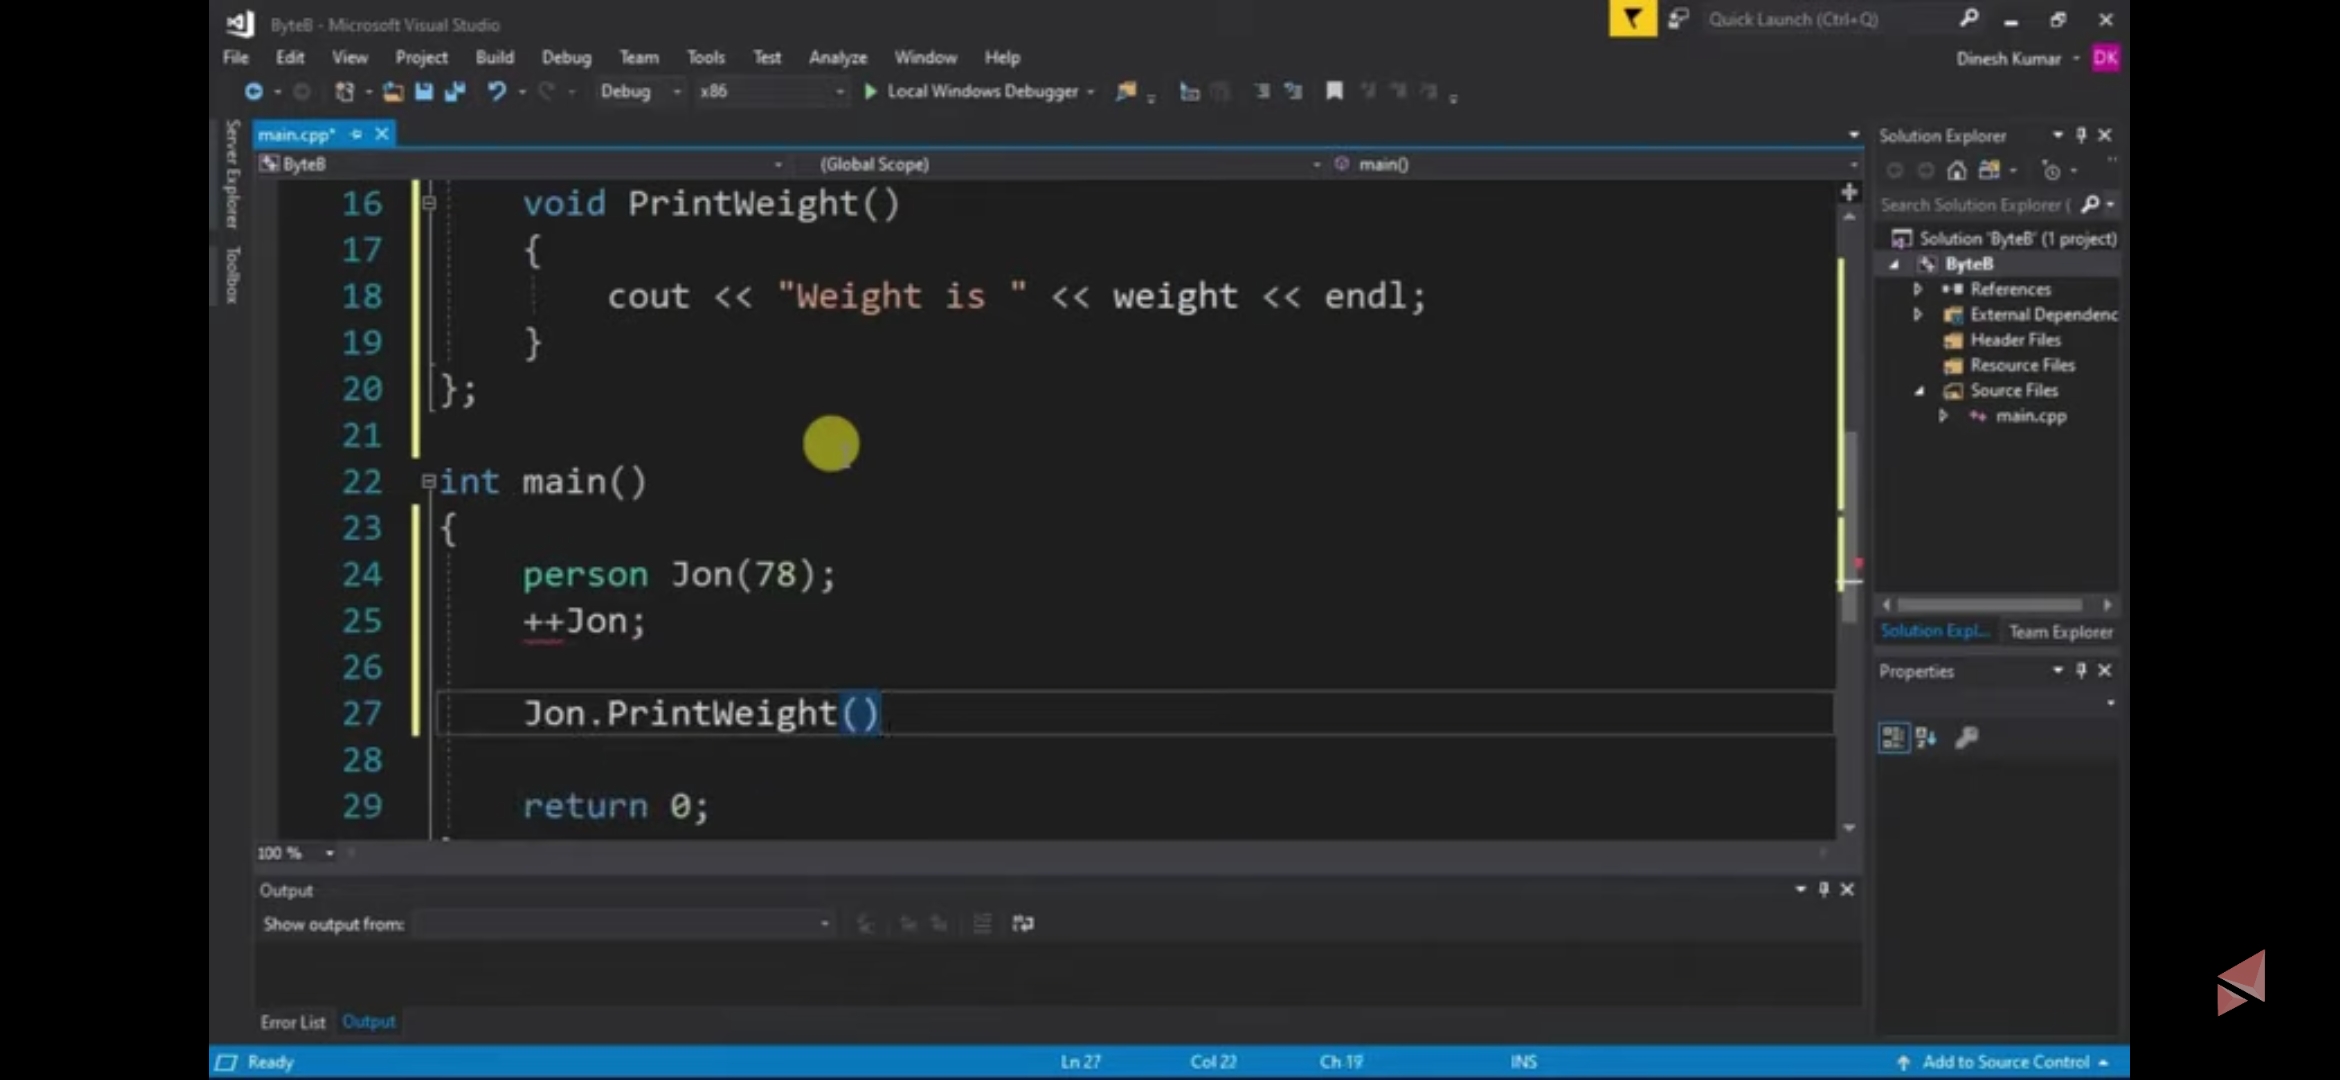 ByteB - Microsoft Visual Studio
Quick Launch (Ctrl+Q)
File Edit View Project Build Debug Team Tools Test Analyze Window Help
Dinesh Kumar DK
Debug x86 Local Windows Debugger
Server Explorer
Toolbox
main.cpp*
ByteB (Global Scope) main()
16 void PrintWeight()
17 {
18 cout << "Weight is " << weight << endl;
19 }
20 };
21
22 int main()
23 {
24 person Jon(78);
25 ++Jon;
26
27 Jon.PrintWeight()
28
29 return 0;
100 %
Output
Show output from:
Error List Output
Solution Explorer
Search Solution Explorer (
Solution 'ByteB' (1 project)
ByteB
References
External Dependenc
Header Files
Resource Files
Source Files
main.cpp
Solution Expl... Team Explorer
Properties
Ready Ln 27 Col 22 Ch 19 INS Add to Source Control